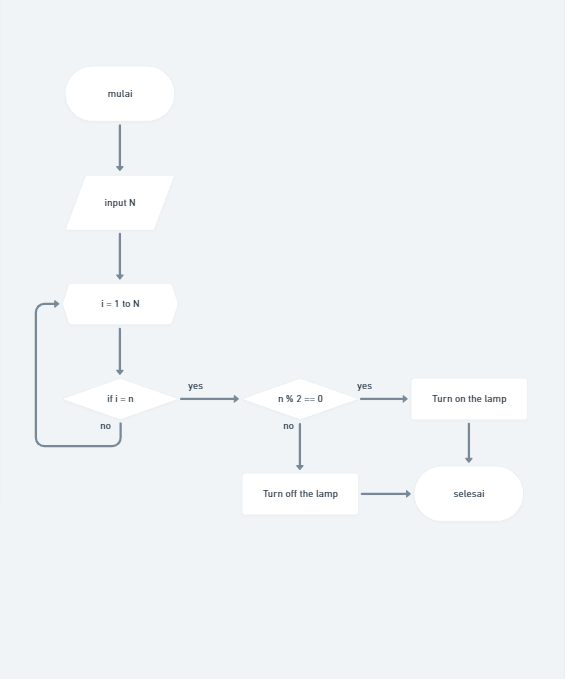 mulai
input N
i = 1 to N
if i = n
yes
no
n % 2 == 0
yes
no
Turn on the lamp
Turn off the lamp
selesai